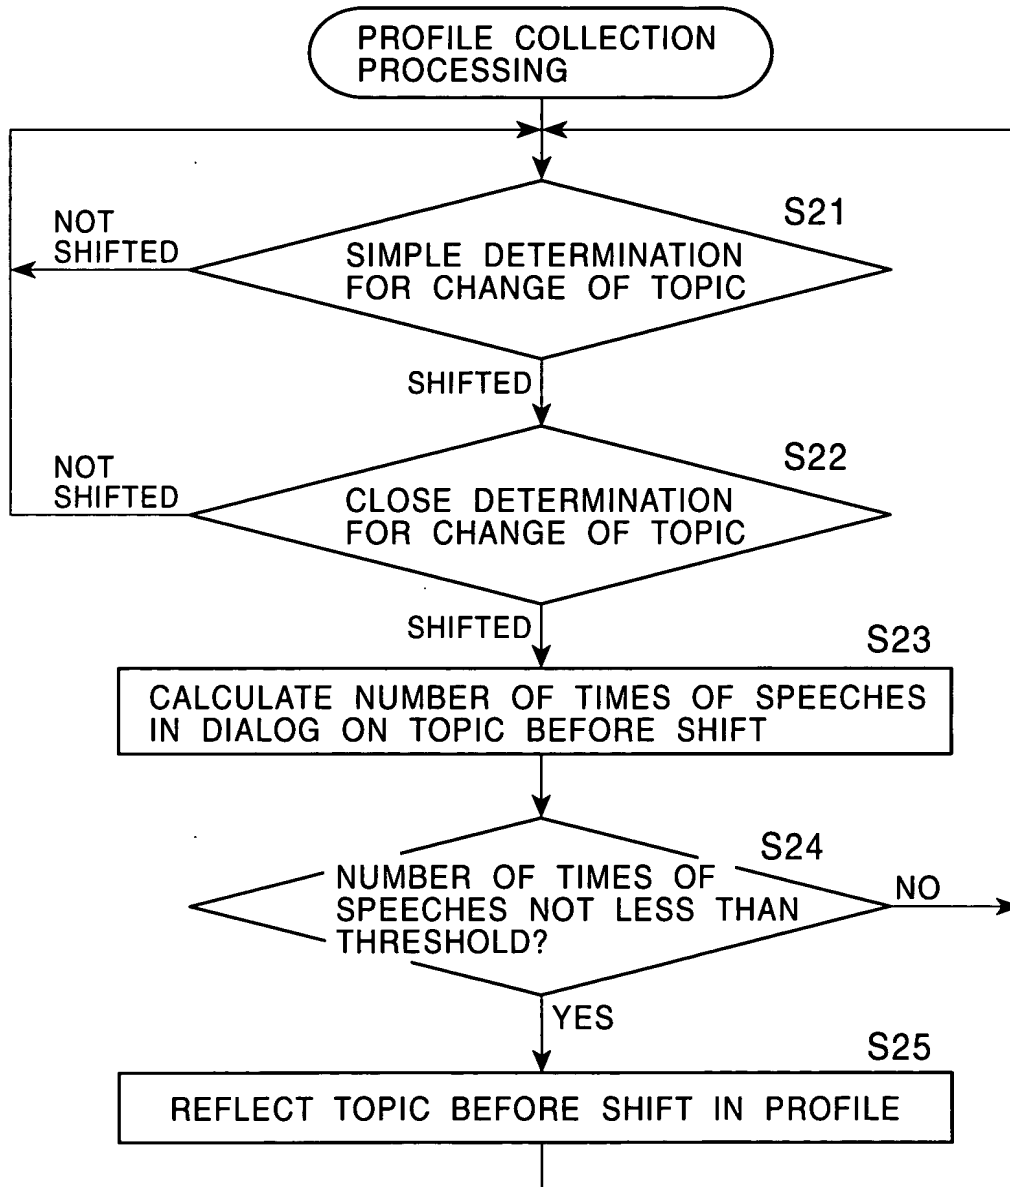 PROFILE COLLECTION
PROCESSING
S21
NOT
SHIFTED
SIMPLE DETERMINATION
FOR CHANGE OF TOPIC
SHIFTED
S22
NOT
SHIFTED
CLOSE DETERMINATION
FOR CHANGE OF TOPIC
SHIFTED
S23
CALCULATE NUMBER OF TIMES OF SPEECHES
IN DIALOG ON TOPIC BEFORE SHIFT
S24
NUMBER OF TIMES OF
SPEECHES NOT LESS THAN
THRESHOLD?
NO
YES
S25
REFLECT TOPIC BEFORE SHIFT IN PROFILE